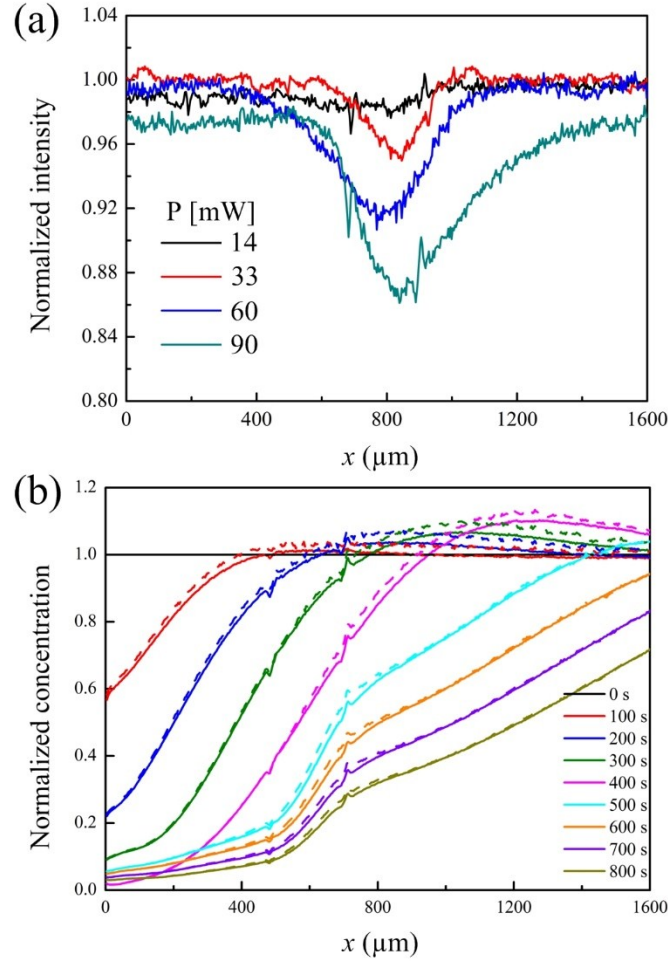 (a)
1.04
1.00
0.96
0.92
0.88
0.84
0.80
Normalized intensity
P [mW]
14
33
60
90
0 400 800 1200 1600
x (µm)
(b)
1.2
1.0
0.8
0.6
0.4
0.2
0.0
Normalized concentration
0 s
100 s
200 s
300 s
400 s
500 s
600 s
700 s
800 s
0 400 800 1200 1600
x (µm)